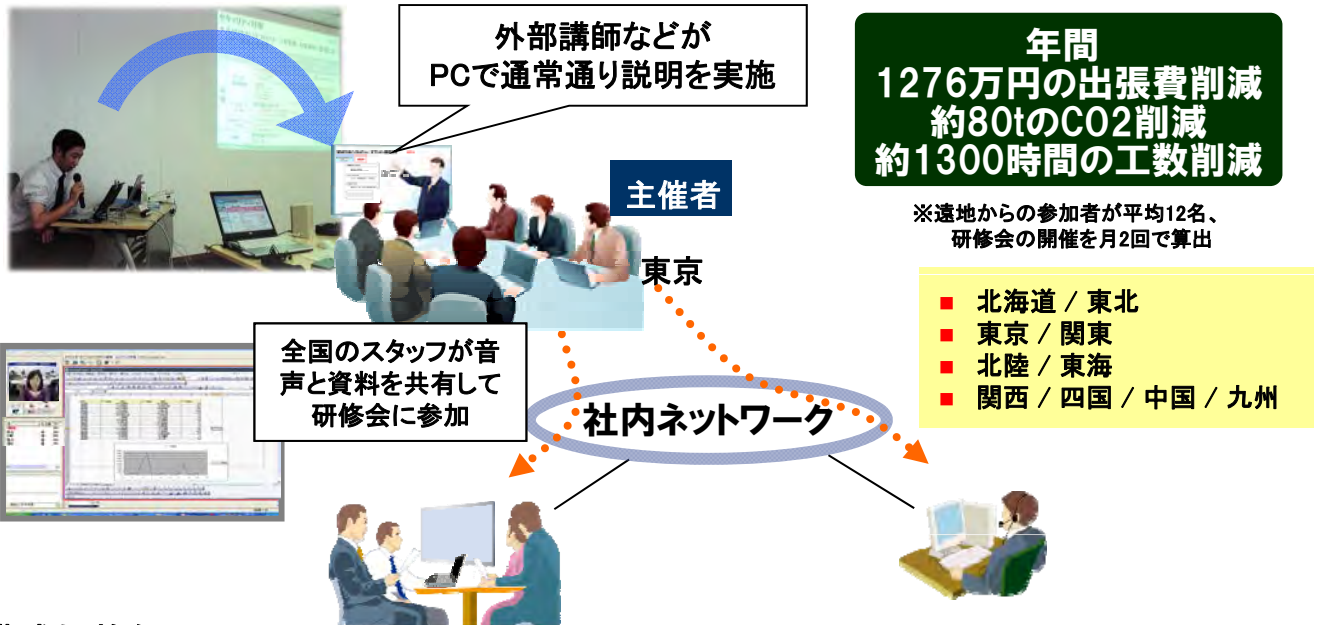 外部講師などが
PCで通常通り説明を実施
年間
1276万円の出張費削減
約80tのCO2削減
約1300時間の工数削減
※遠地からの参加者が平均12名、
研修会の開催を月2回で算出
主催者
東京
■ 北海道 / 東北
■ 東京 / 関東
■ 北陸 / 東海
■ 関西 / 四国 / 中国 / 九州
全国のスタッフが音
声と資料を共有して
研修会に参加
社内ネットワーク